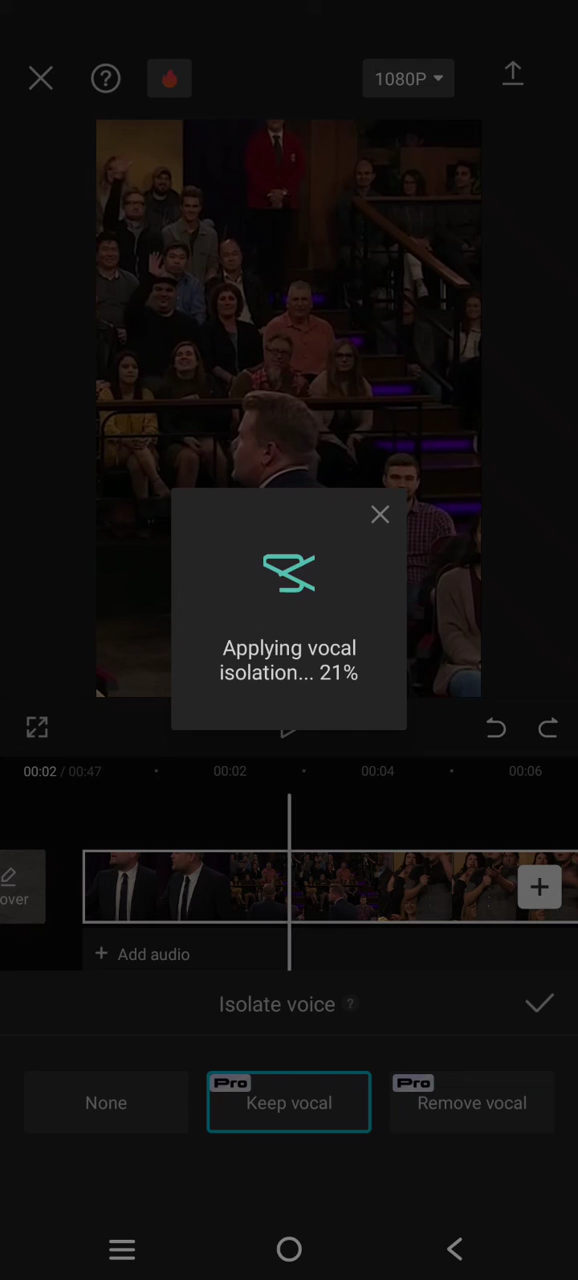 1080P
Applying vocal
isolation... 21%
00:02 / 00:47
00:02
00:04
00:06
over
+ Add audio
Isolate voice ?
None
Pro
Keep vocal
Pro
Remove vocal